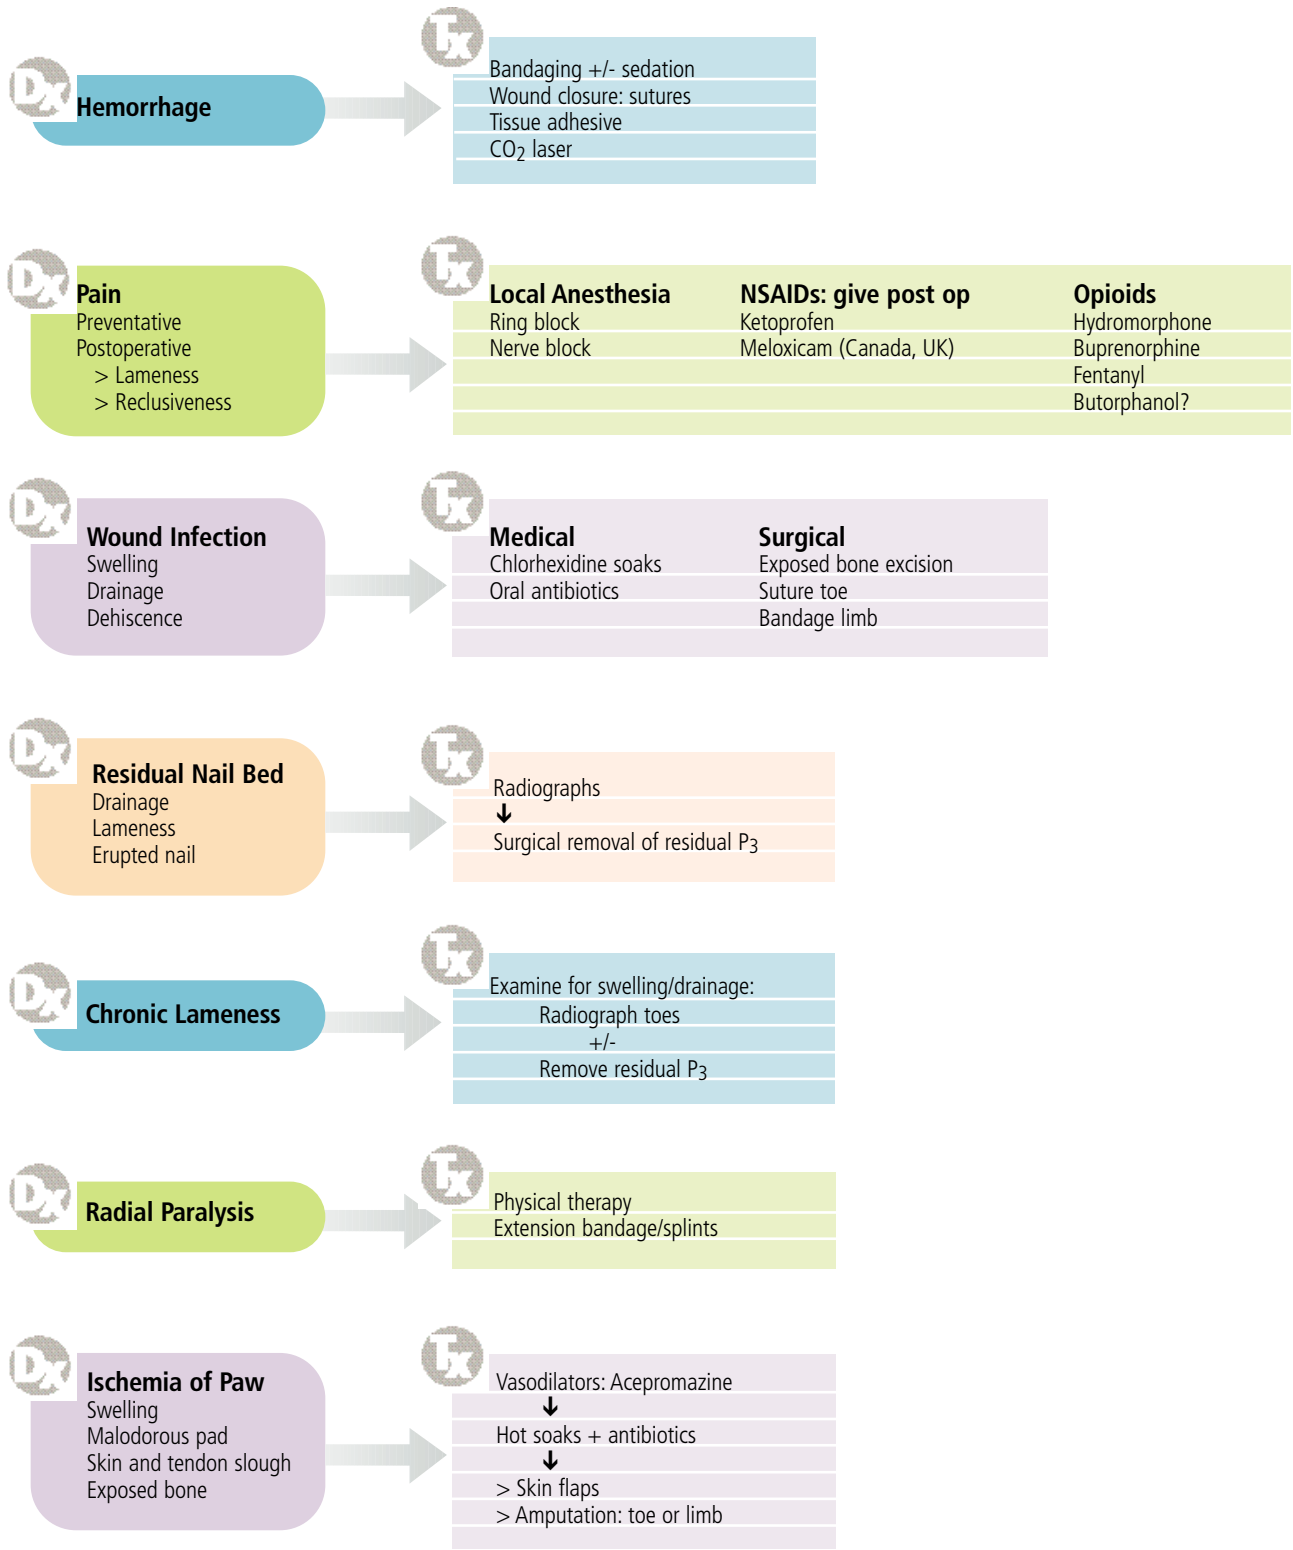 Dx
Hemorrhage
Tx
Bandaging +/- sedation
Wound closure: sutures
Tissue adhesive
CO2 laser
Dx
Pain
Preventative
Postoperative
> Lameness
> Reclusiveness
Tx
Local Anesthesia
Ring block
Nerve block
NSAIDs: give post op
Ketoprofen
Meloxicam (Canada, UK)
Opioids
Hydromorphone
Buprenorphine
Fentanyl
Butorphanol?
Dx
Wound Infection
Swelling
Drainage
Dehiscence
Tx
Medical
Chlorhexidine soaks
Oral antibiotics
Surgical
Exposed bone excision
Suture toe
Bandage limb
Dx
Residual Nail Bed
Drainage
Lameness
Erupted nail
Tx
Radiographs
↓
Surgical removal of residual P3
Dx
Chronic Lameness
Tx
Examine for swelling/drainage:
Radiograph toes
+/-
Remove residual P3
Dx
Radial Paralysis
Tx
Physical therapy
Extension bandage/splints
Dx
Ischemia of Paw
Swelling
Malodorous pad
Skin and tendon slough
Exposed bone
Tx
Vasodilators: Acepromazine
↓
Hot soaks + antibiotics
↓
> Skin flaps
> Amputation: toe or limb